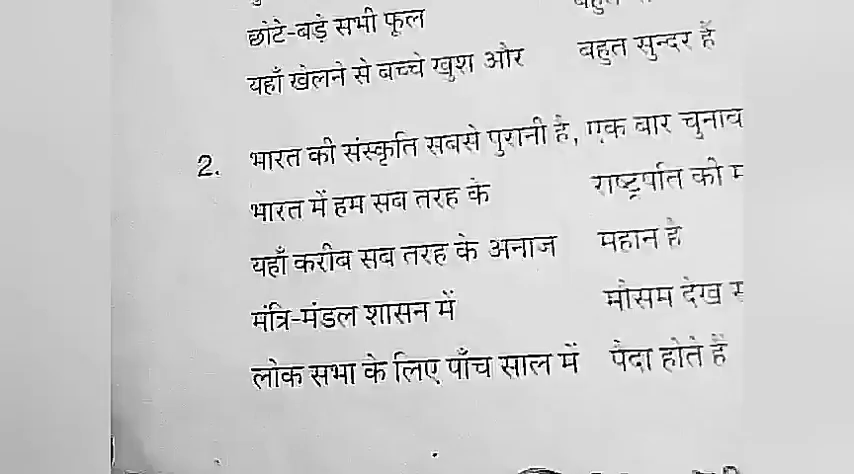 छोटे-बड़े सभी फूल बहुत
यहाँ खेलने से बच्चे खुश और बहुत सुन्दर हैं
2. भारत की संस्कृति सबसे पुरानी है, एक बार चुनाव
भारत में हम सब तरह के राष्ट्रपति को म
यहाँ करीब सब तरह के अनाज महान है
मंत्रि-मंडल शासन में मौसम देख स
लोक सभा के लिए पाँच साल में पैदा होते हैं